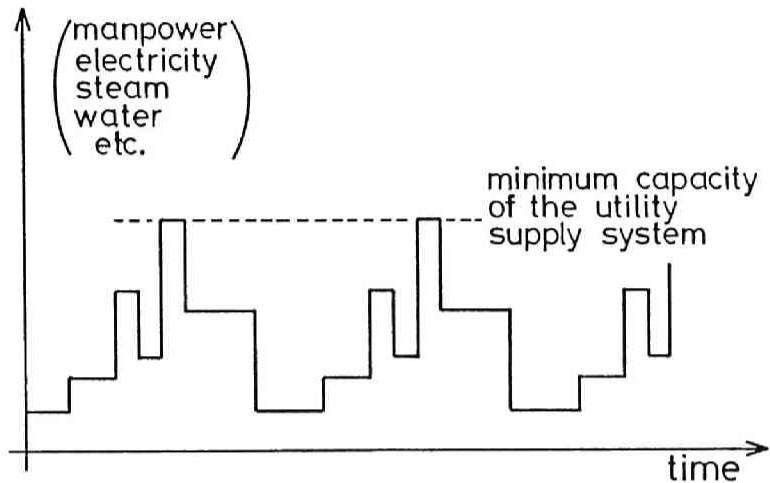 manpower
electricity
steam
water
etc.
minimum capacity
of the utility
supply system
time